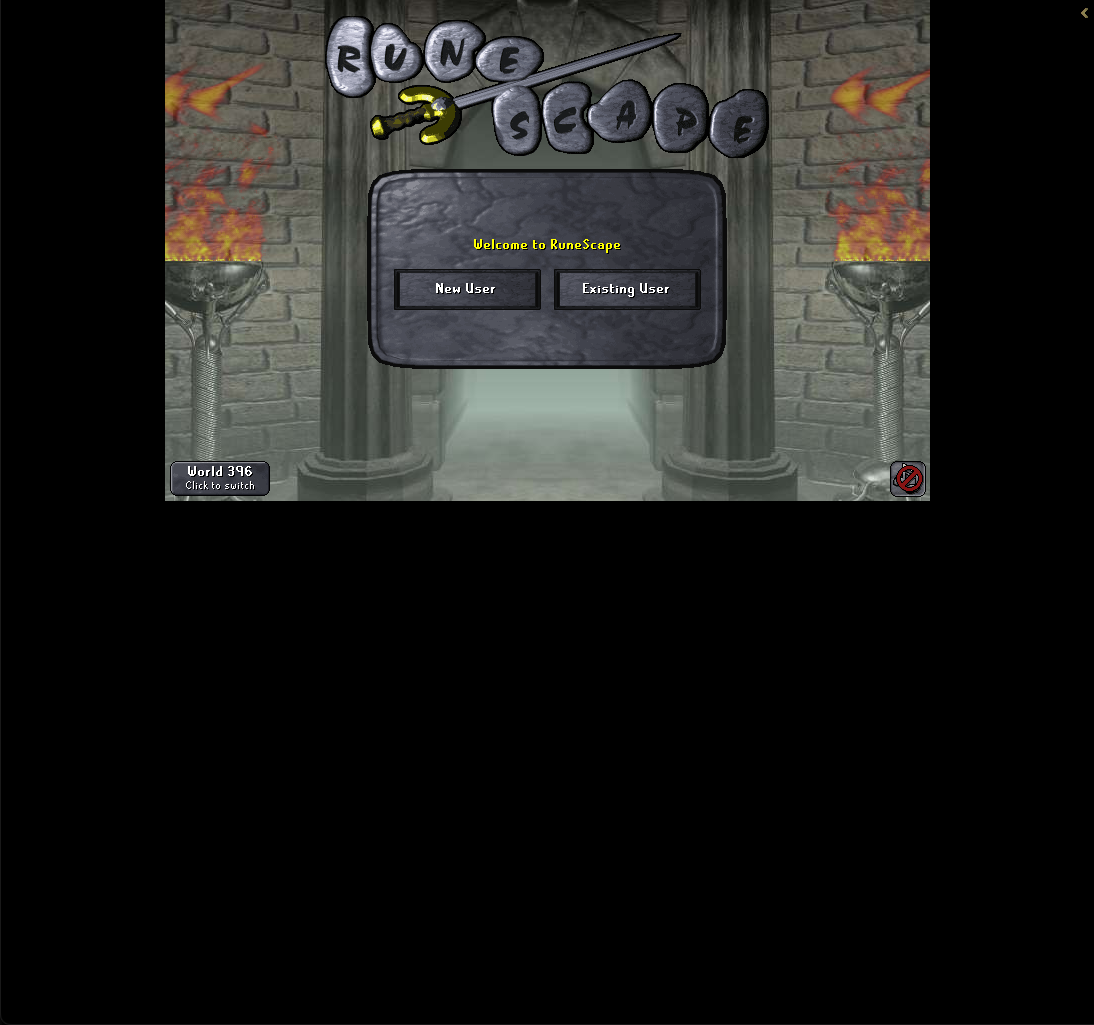 RUNE
SCAPE
Welcome to RuneScape
New User
Existing User
World 396
Click to switch